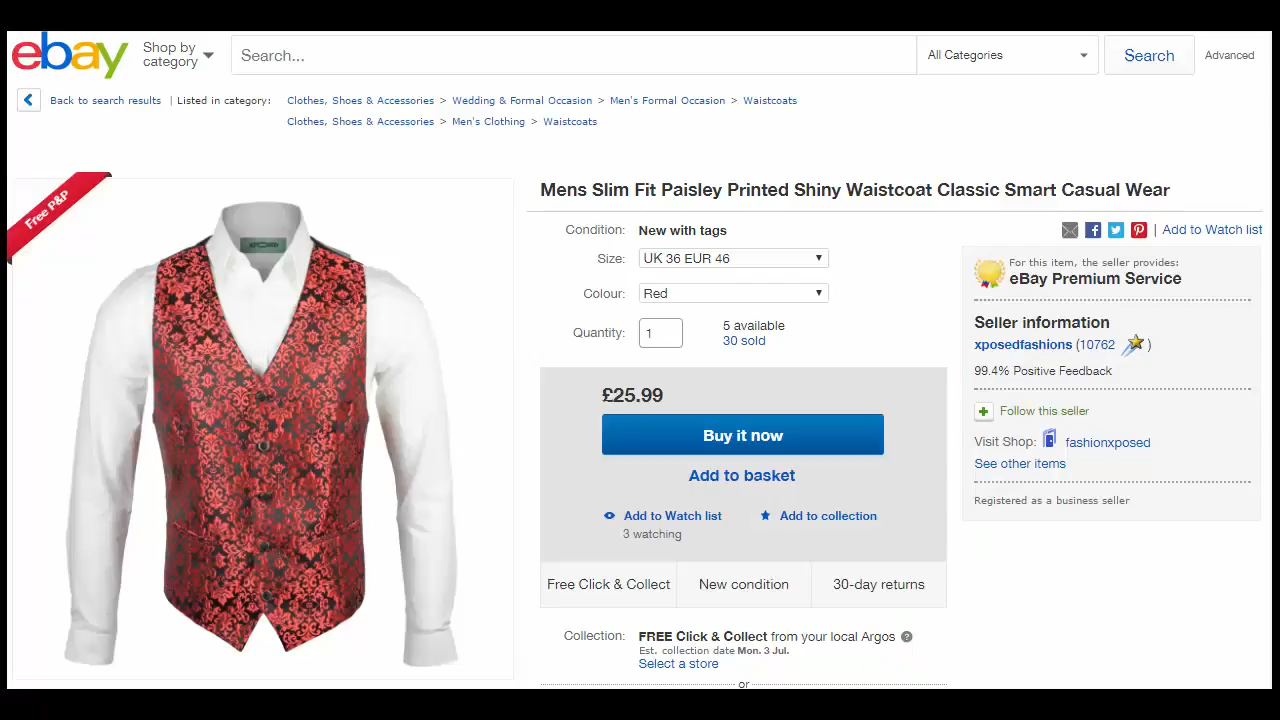 ebay
Shop by
category
Search...
All Categories
Search
Advanced
Back to search results | Listed in category:
Clothes, Shoes & Accessories > Wedding & Formal Occasion > Men's Formal Occasion > Waistcoats
Clothes, Shoes & Accessories > Men's Clothing > Waistcoats
Free P&P
Mens Slim Fit Paisley Printed Shiny Waistcoat Classic Smart Casual Wear
Condition: New with tags
| Add to Watch list
Size: UK 36 EUR 46
Colour: Red
Quantity: 1
5 available
30 sold
£25.99
Buy it now
Add to basket
Add to Watch list
Add to collection
3 watching
Free Click & Collect
New condition
30-day returns
Collection: FREE Click & Collect from your local Argos ?
Est. collection date Mon. 3 Jul.
Select a store
or
For this item, the seller provides:
eBay Premium Service
Seller information
xposedfashions (10762 )
99.4% Positive Feedback
Follow this seller
Visit Shop: fashionxposed
See other items
Registered as a business seller